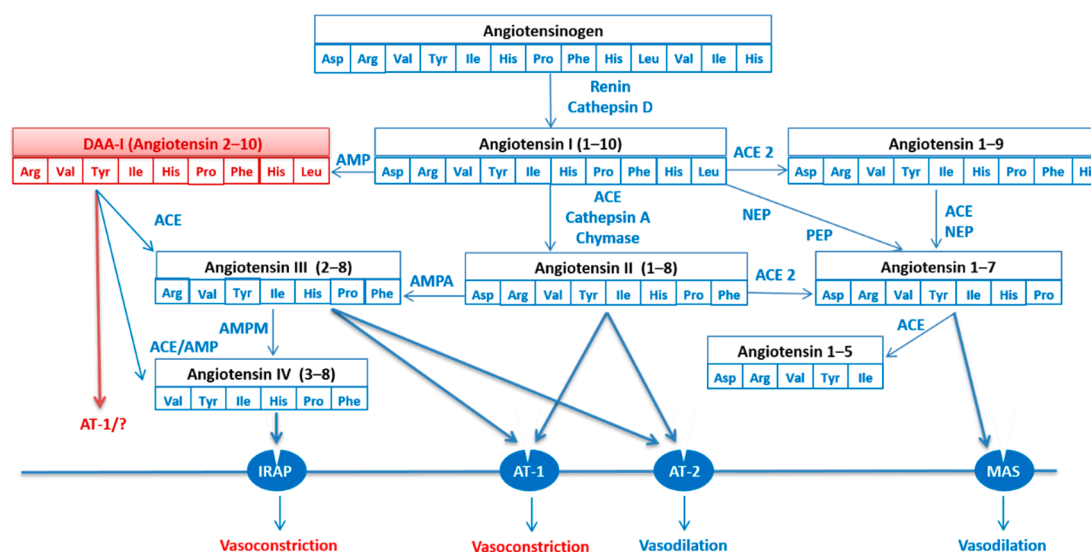 Angiotensinogen
Asp Arg Val Tyr Ile His Pro Phe His Leu Val Ile His
Renin
Cathepsin D
DAA-I (Angiotensin 2–10)
Arg Val Tyr Ile His Pro Phe His Leu
AMP
Angiotensin I (1–10)
Asp Arg Val Tyr Ile His Pro Phe His Leu
ACE 2
Angiotensin 1–9
Asp Arg Val Tyr Ile His Pro Phe His
ACE
ACE
Cathepsin A
Chymase
NEP
PEP
ACE
NEP
Angiotensin III (2–8)
Arg Val Tyr Ile His Pro Phe
AMPA
Angiotensin II (1–8)
Asp Arg Val Tyr Ile His Pro Phe
ACE 2
Angiotensin 1–7
Asp Arg Val Tyr Ile His Pro
AMPM
ACE/AMP
ACE
Angiotensin IV (3–8)
Val Tyr Ile His Pro Phe
Angiotensin 1–5
Asp Arg Val Tyr Ile
AT-1/?
IRAP
AT-1
AT-2
MAS
Vasoconstriction
Vasoconstriction
Vasodilation
Vasodilation